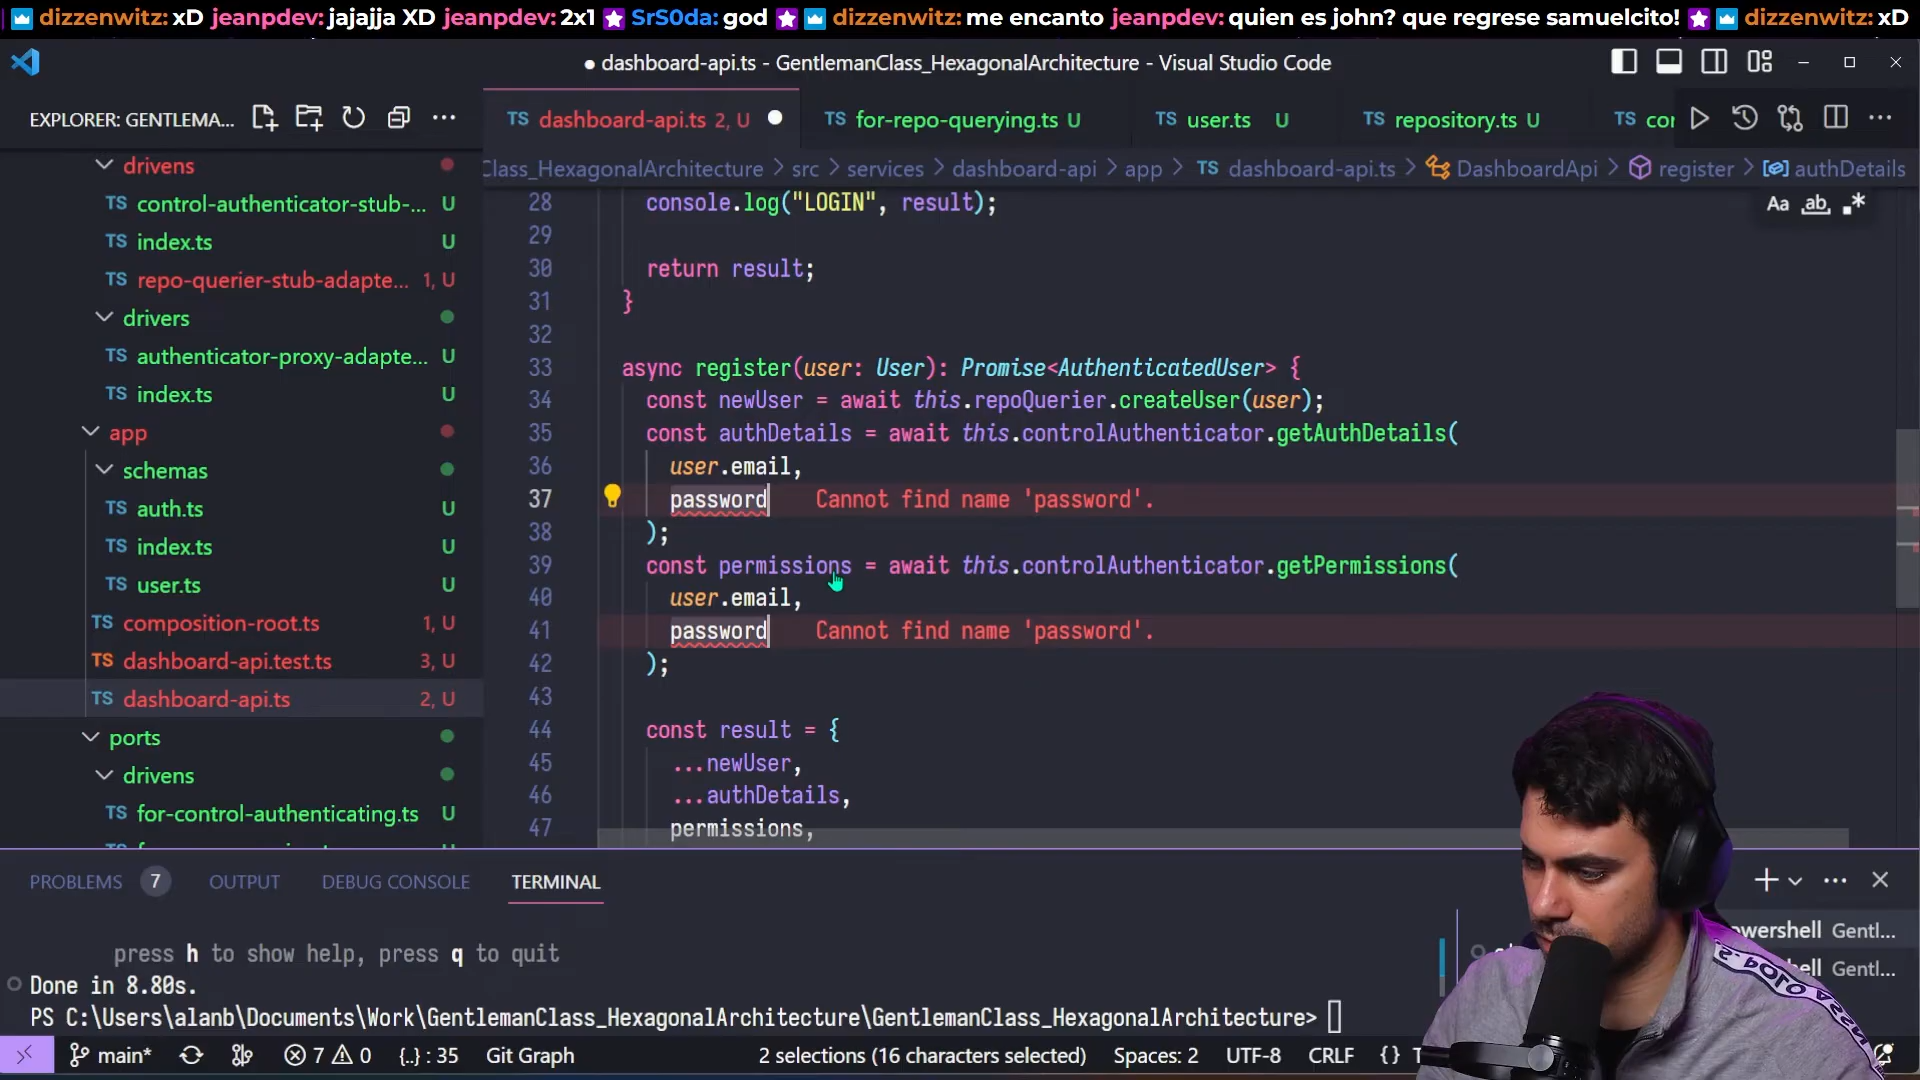 dizzenwitz: xD jeanpdev: jajajja XD jeanpdev: 2x1 SrS0da: god dizzenwitz: me encanto jeanpdev: quien es john? que regrese samuelcito! dizzenwitz: xD
● dashboard-api.ts - GentlemanClass_HexagonalArchitecture - Visual Studio Code
EXPLORER: GENTLEMA...
TS dashboard-api.ts 2, U
TS for-repo-querying.ts U
TS user.ts U
TS repository.ts U
TS cor
Class_HexagonalArchitecture > src > services > dashboard-api > app > TS dashboard-api.ts > DashboardApi > register > authDetails
Aa ab .*
drivens
TS control-authenticator-stub-... U
TS index.ts U
TS repo-querier-stub-adapte... 1, U
drivers
TS authenticator-proxy-adapte... U
TS index.ts U
app
schemas
TS auth.ts U
TS index.ts U
TS user.ts U
TS composition-root.ts 1, U
TS dashboard-api.test.ts 3, U
TS dashboard-api.ts 2, U
ports
drivens
TS for-control-authenticating.ts U
28 console.log("LOGIN", result);
29
30 return result;
31 }
32
33 async register(user: User): Promise<AuthenticatedUser> {
34 const newUser = await this.repoQuerier.createUser(user);
35 const authDetails = await this.controlAuthenticator.getAuthDetails(
36 user.email,
37 password Cannot find name 'password'.
38 );
39 const permissions = await this.controlAuthenticator.getPermissions(
40 user.email,
41 password Cannot find name 'password'.
42 );
43
44 const result = {
45 ...newUser,
46 ...authDetails,
47 permissions,
PROBLEMS 7 OUTPUT DEBUG CONSOLE TERMINAL
press h to show help, press q to quit
Done in 8.80s.
PS C:\Users\alanb\Documents\Work\GentlemanClass_HexagonalArchitecture\GentlemanClass_HexagonalArchitecture>
owershell Gentl...
hell Gentl...
main* 7 0 {..} : 35 Git Graph 2 selections (16 characters selected) Spaces: 2 UTF-8 CRLF {} T